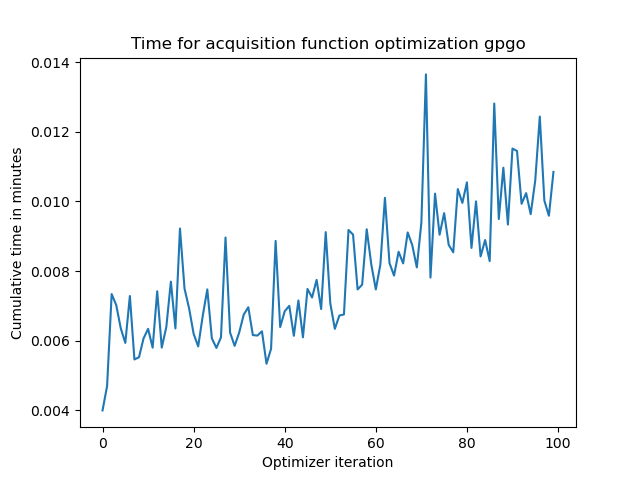 Time for acquisition function optimization gpgo
0.014
0.012
0.010
0.008
0.006
0.004
Cumulative time in minutes
0 20 40 60 80 100
Optimizer iteration